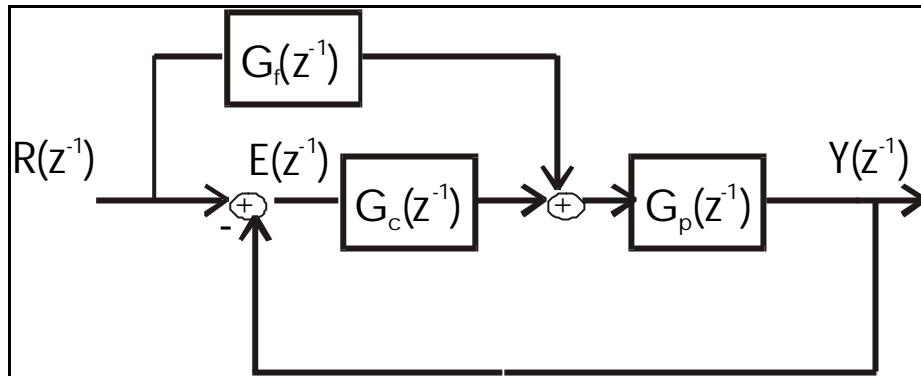 G_f(z⁻¹)
R(z⁻¹)
E(z⁻¹)
Y(z⁻¹)
+
-
G_c(z⁻¹)
+
G_p(z⁻¹)